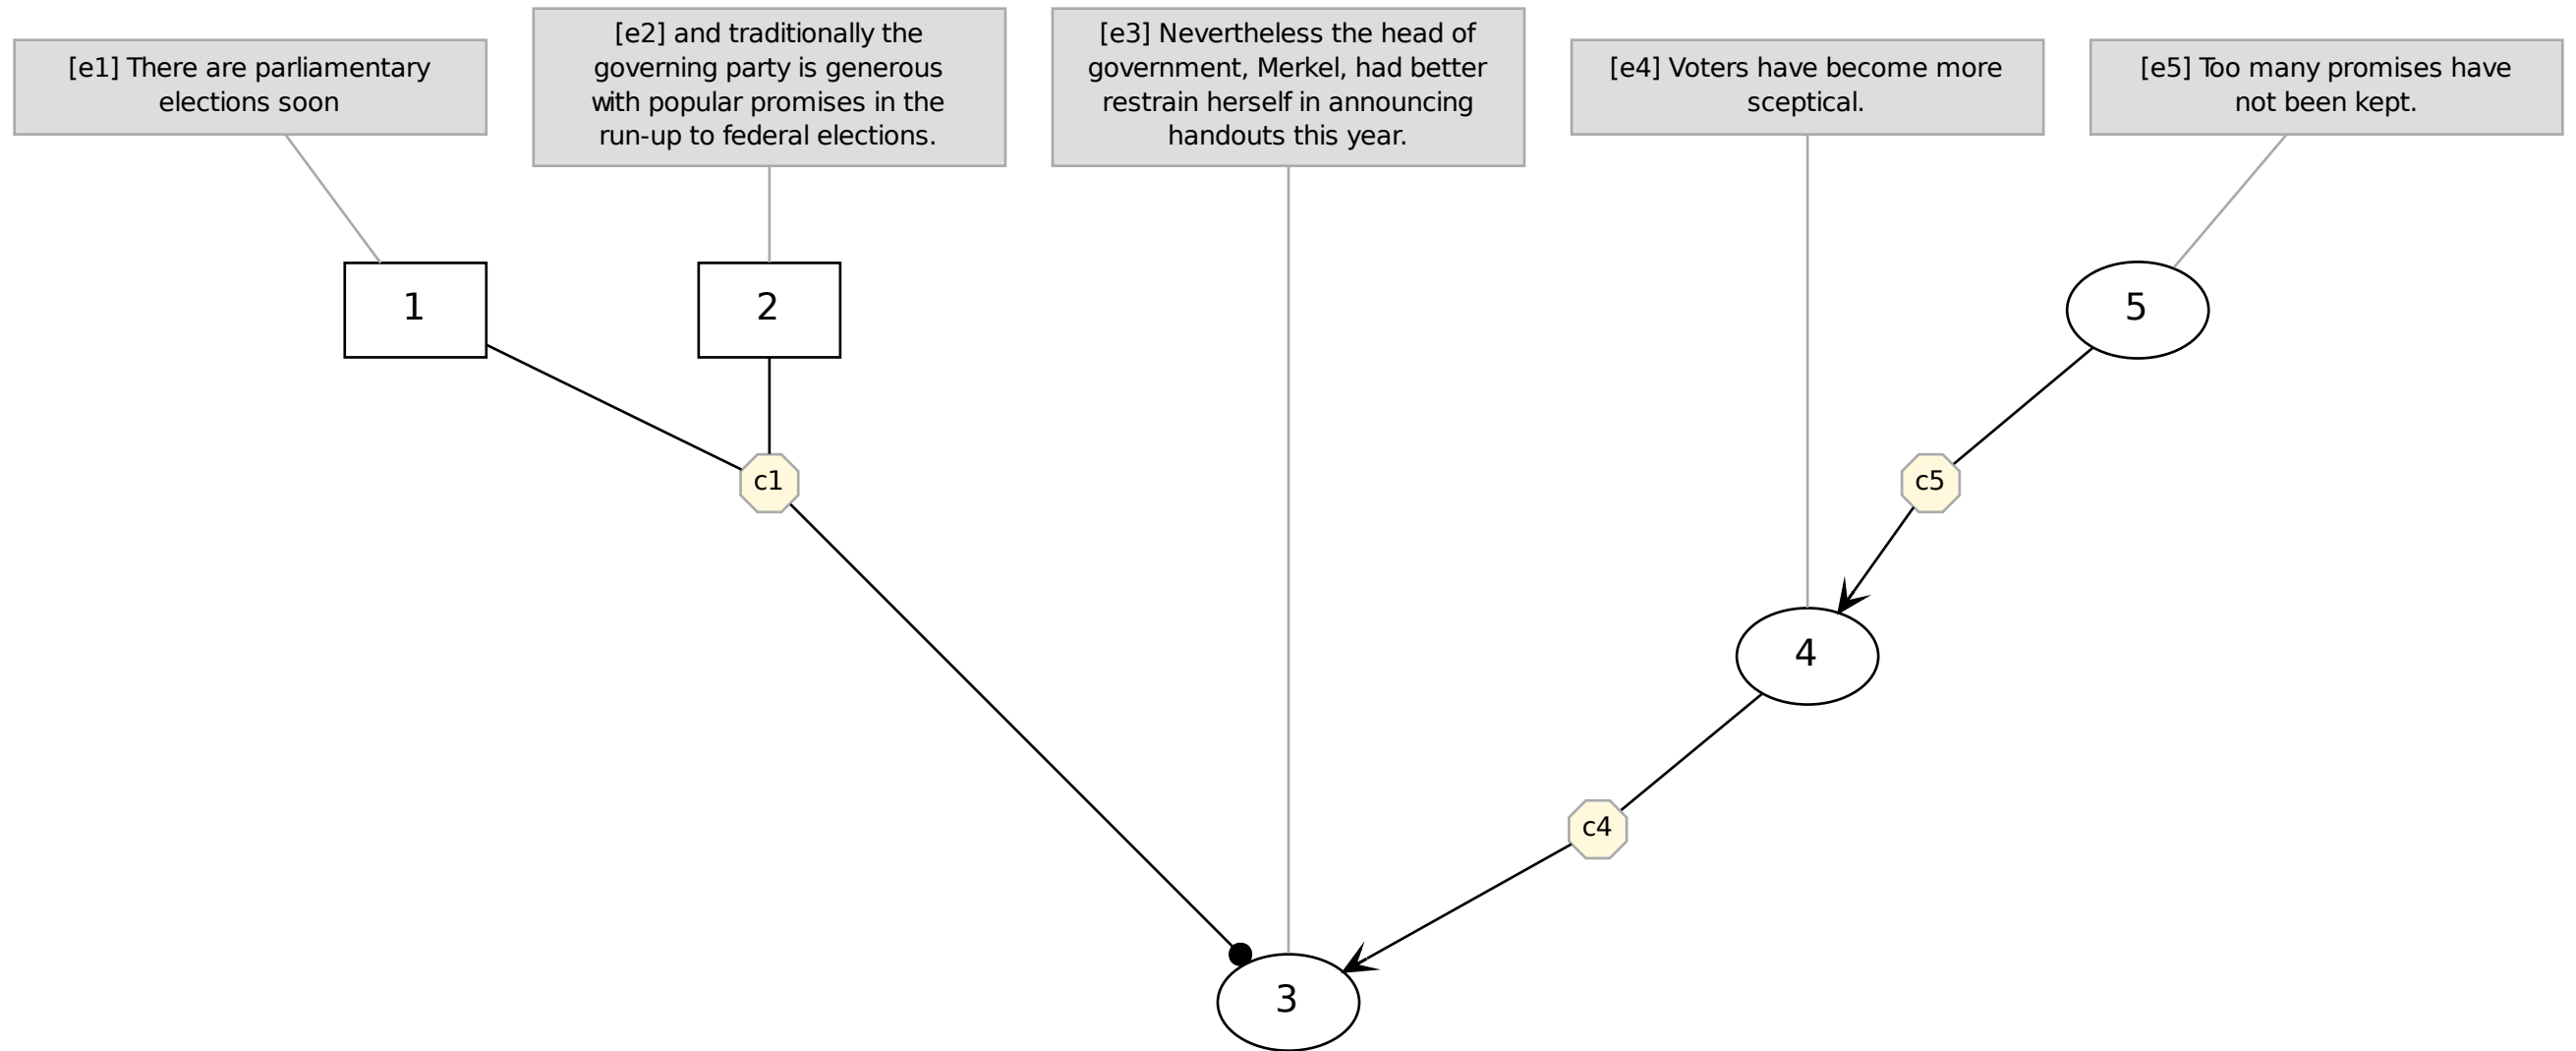 [e1] There are parliamentary
elections soon
[e2] and traditionally the
governing party is generous
with popular promises in the
run-up to federal elections.
[e3] Nevertheless the head of
government, Merkel, had better
restrain herself in announcing
handouts this year.
[e4] Voters have become more
sceptical.
[e5] Too many promises have
not been kept.
1
2
5
c1
c5
4
c4
3